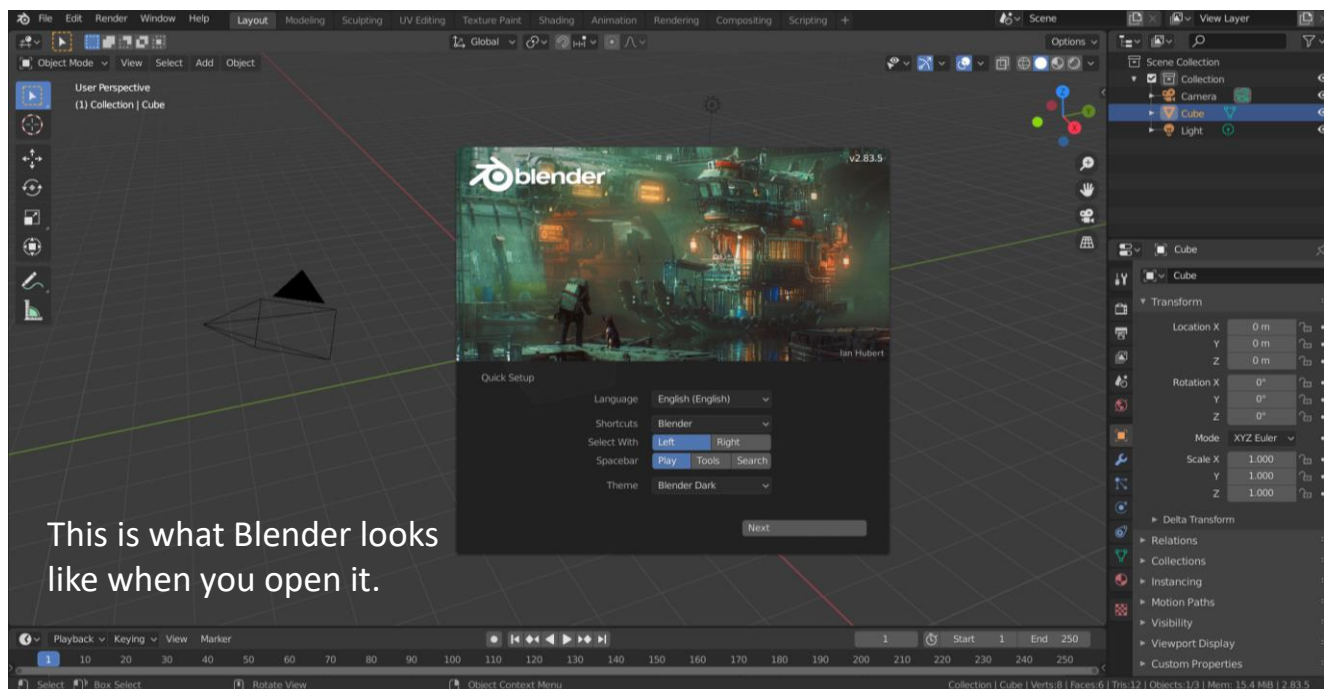 File Edit Render Window Help Layout Modeling Sculpting UV Editing Texture Paint Shading Animation Rendering Compositing Scripting + Scene View Layer
Global Options
Object Mode View Select Add Object
User Perspective
(1) Collection | Cube
Scene Collection
Collection
Camera
Cube
Light
Z
Y
X
blender
v2.83.5
Ian Hubert
Quick Setup
Language English (English)
Shortcuts Blender
Select With Left Right
Spacebar Play Tools Search
Theme Blender Dark
Next
Cube
Cube
Transform
Location X 0 m
Y 0 m
Z 0 m
Rotation X 0°
Y 0°
Z 0°
Mode XYZ Euler
Scale X 1.000
Y 1.000
Z 1.000
Delta Transform
Relations
Collections
Instancing
Motion Paths
Visibility
Viewport Display
Custom Properties
This is what Blender looks
like when you open it.
Playback Keying View Marker 1 Start 1 End 250
1 10 20 30 40 50 60 70 80 90 100 110 120 130 140 150 160 170 180 190 200 210 220 230 240 250
Select Box Select Rotate View Object Context Menu Collection | Cube | Verts:8 | Faces:6 | Tris:12 | Objects:1/3 | Mem: 15.4 MiB | 2.83.5